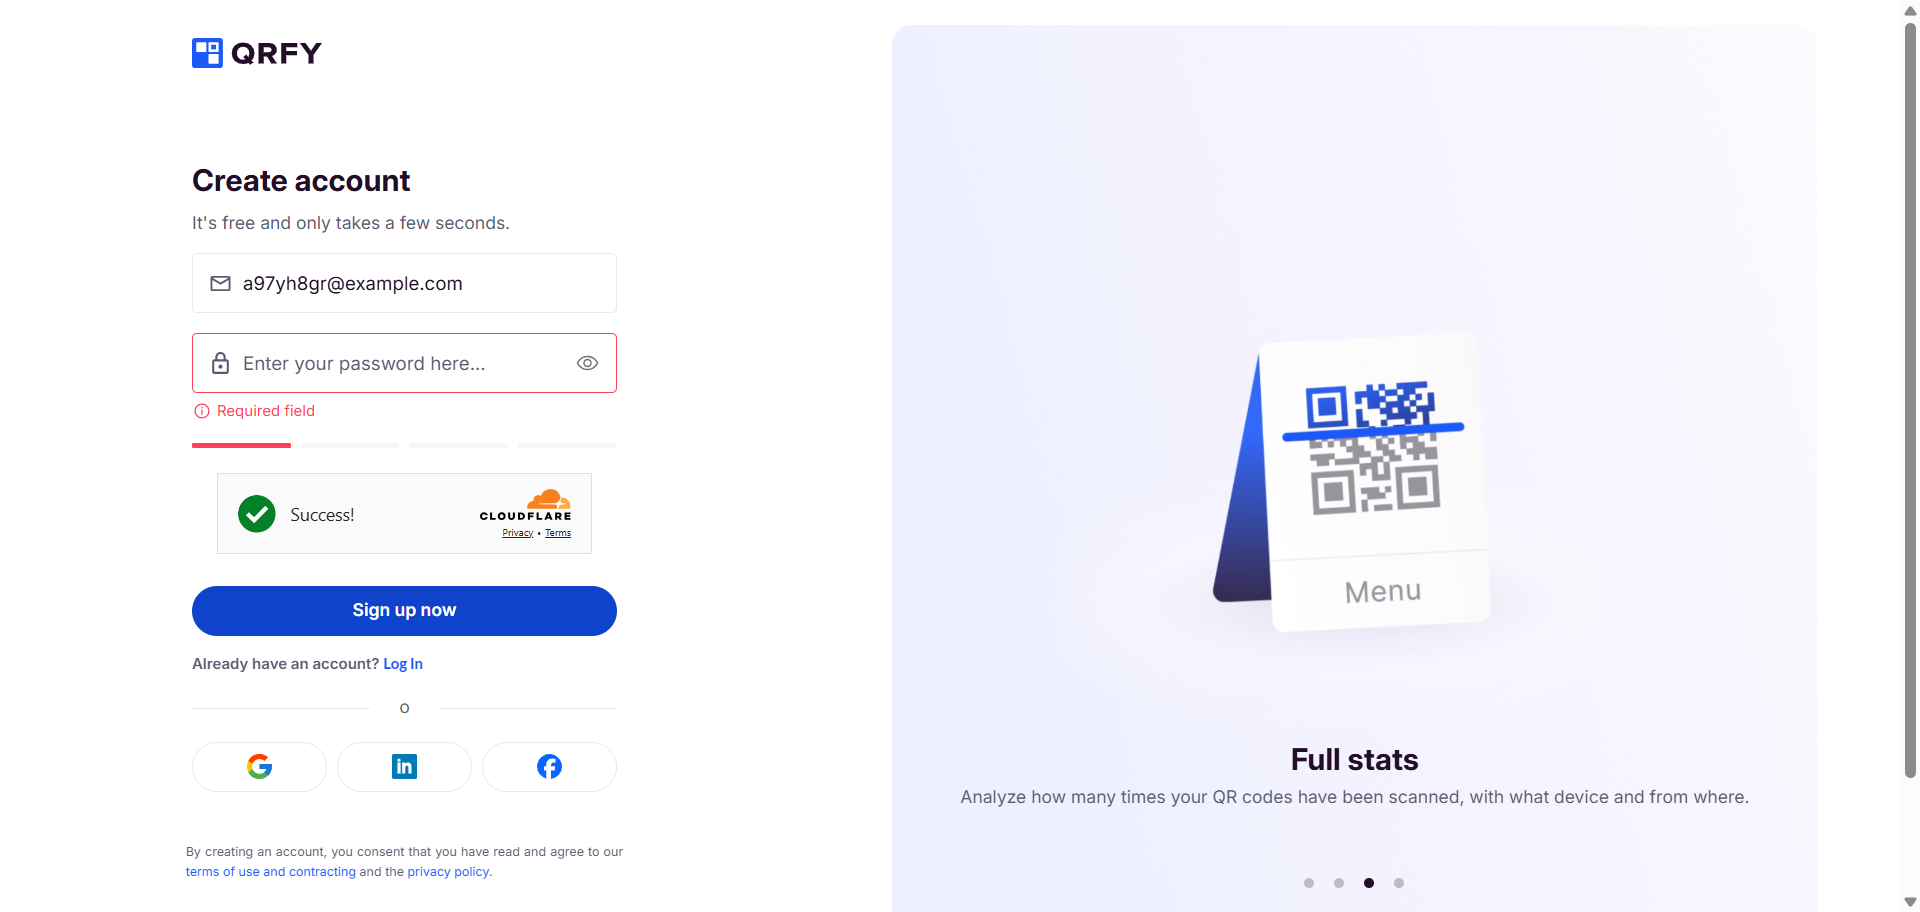 QRFY
Create account
It's free and only takes a few seconds.
a97yh8gr@example.com
Enter your password here...
Required field
Success!
CLOUDFLARE
Privacy • Terms
Sign up now
Already have an account? Log In
o
By creating an account, you consent that you have read and agree to our
terms of use and contracting and the privacy policy.
Menu
Full stats
Analyze how many times your QR codes have been scanned, with what device and from where.